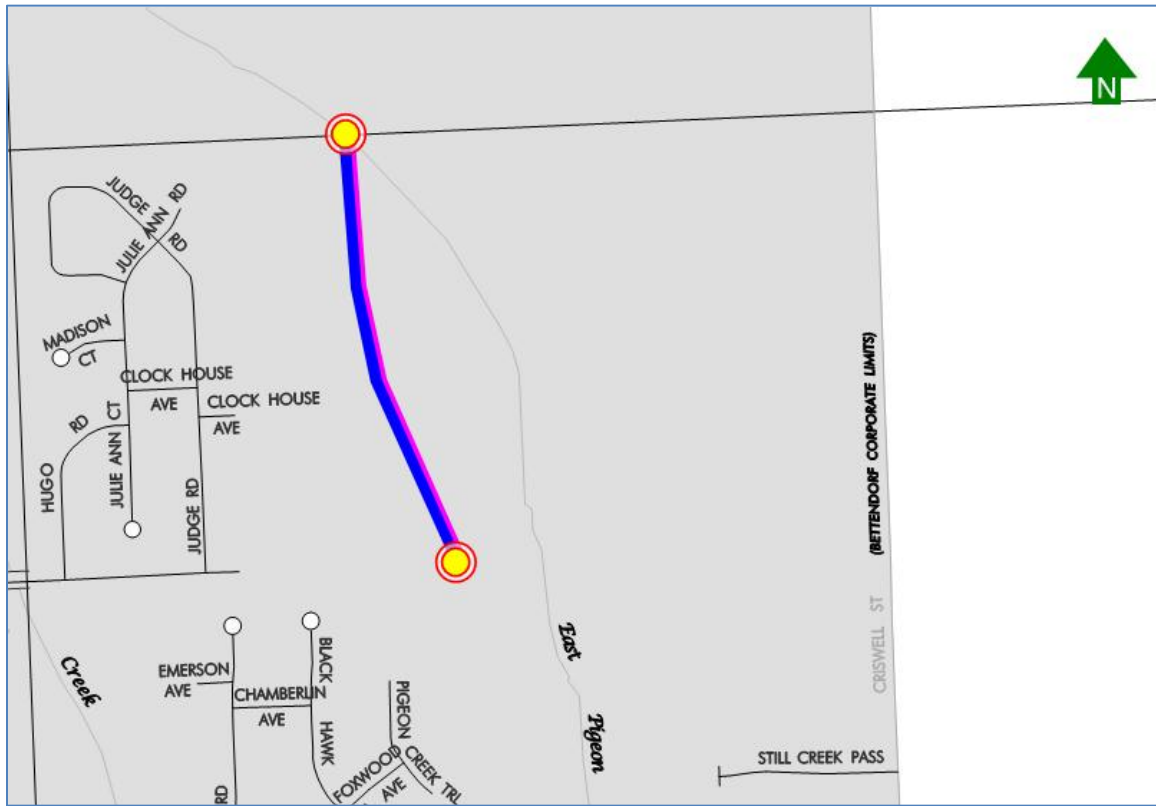 N
JUDGE RD
JULIE ANN RD
MADISON CT
CLOCK HOUSE AVE
CLOCK HOUSE AVE
HUGO RD
JULIE ANN CT
JUDGE RD
(BETTENDORF CORPORATE LIMITS)
CRISWELL ST
Creek
East Pigeon
EMERSON AVE
CHAMBERLIN AVE
BLACK HAWK
PIGEON CREEK TRL
FOXWOOD AVE
RD
STILL CREEK PASS